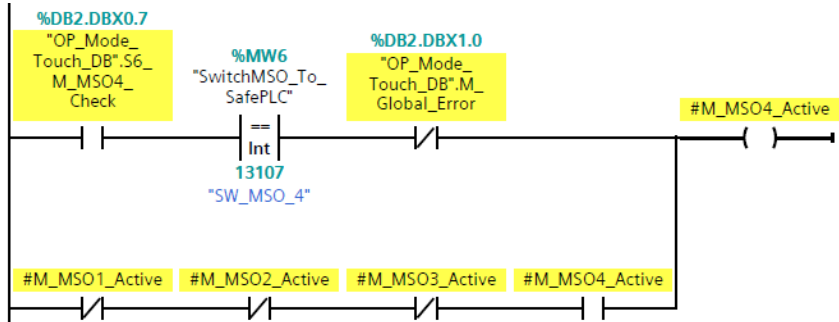 %DB2.DBX0.7
"OP_Mode_
Touch_DB".S6_
M_MSO4_
Check
%MW6
"SwitchMSO_To_
SafePLC"
==
Int
13107
"SW_MSO_4"
%DB2.DBX1.0
"OP_Mode_
Touch_DB".M_
Global_Error
#M_MSO4_Active
#M_MSO1_Active
#M_MSO2_Active
#M_MSO3_Active
#M_MSO4_Active